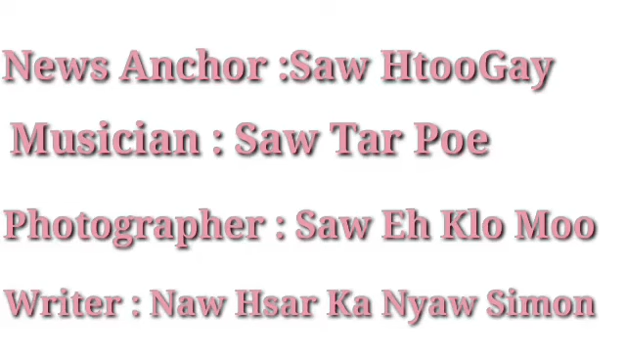 News Anchor :Saw HtooGay
Musician : Saw Tar Poe
Photographer : Saw Eh Klo Moo
Writer : Naw Hsar Ka Nyaw Simon